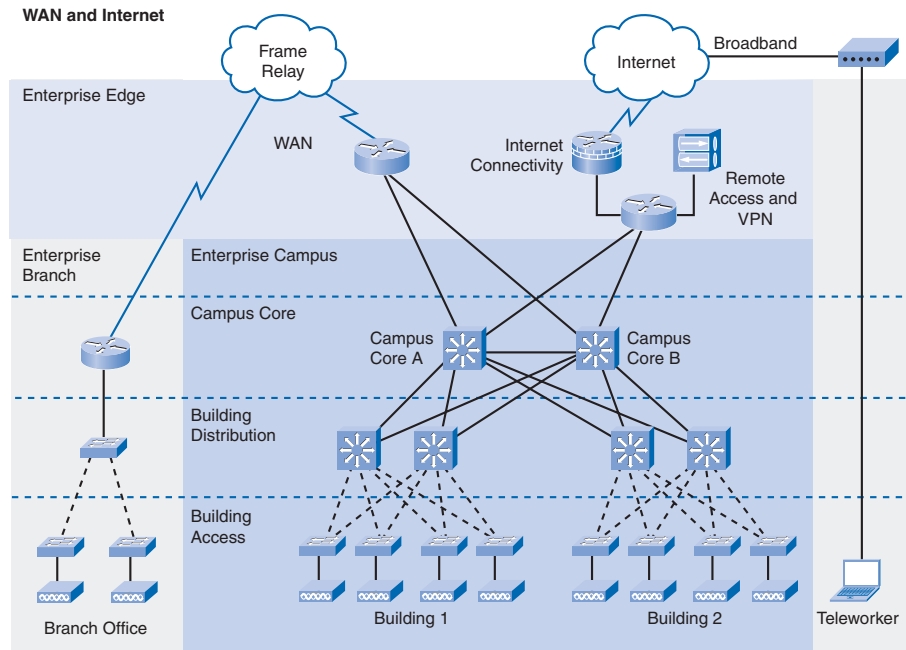 WAN and Internet
Frame
Relay
Internet
Broadband
Enterprise Edge
WAN
Internet
Connectivity
Remote
Access and
VPN
Enterprise
Branch
Enterprise Campus
Campus Core
Campus
Core A
Campus
Core B
Building
Distribution
Building
Access
Branch Office
Building 1
Building 2
Teleworker